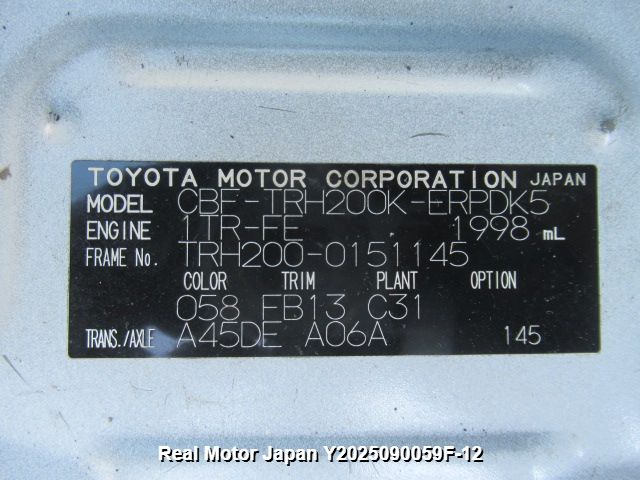 TOYOTA MOTOR CORPORATION JAPAN
MODEL CBF-TRH200K-ERPDK5
ENGINE 1TR-FE 1998 mL
FRAME No. TRH200-0151145
COLOR TRIM PLANT OPTION
058 FB13 C31
TRANS./AXLE A45DE A06A 145
Real Motor Japan Y2025090059F-12